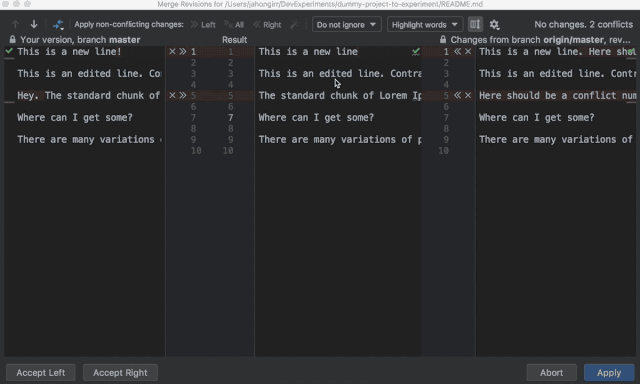 Merge Revisions for /Users/jahongirr/DevExperiments/dummy-project-to-experiment/README.md
Apply non-conflicting changes: Left All Right Do not ignore Highlight words No changes. 2 conflicts
Your version, branch master Result Changes from branch origin/master, rev...
This is a new line! 1 1 This is a new line 1 This is a new line. Here
2 2 2
This is an edited line. Co 3 3 This is an edited line. Contra 3 This is an edited line. Cont
4 4 4
Hey. The standard chunk of 5 5 The standard chunk of Lorem Ip 5 Here should be a conflict num
6 6 6
Where can I get some? 7 7 Where can I get some? 7 Where can I get some?
8 8 8
There are many variations 9 9 There are many variations of p 9 There are many variations of
10 10 10
Accept Left Accept Right Abort Apply